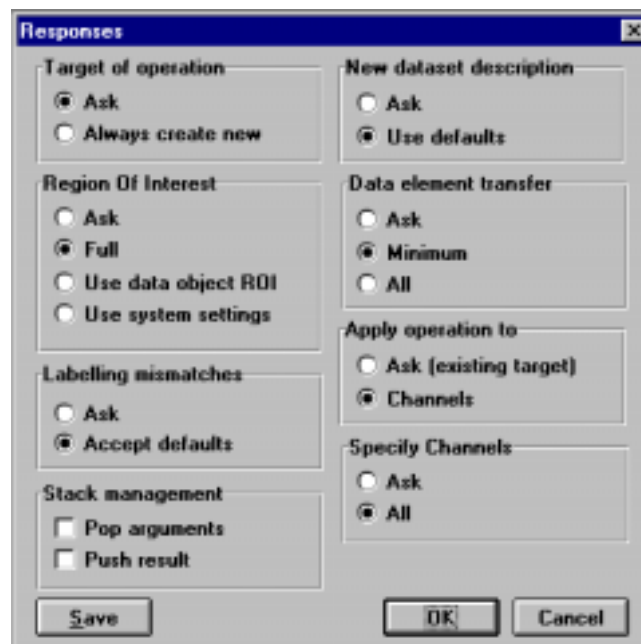 Responses
Target of operation
Ask
Always create new
Region Of Interest
Ask
Full
Use data object ROI
Use system settings
Labelling mismatches
Ask
Accept defaults
Stack management
Pop arguments
Push result
New dataset description
Ask
Use defaults
Data element transfer
Ask
Minimum
All
Apply operation to
Ask (existing target)
Channels
Specify Channels
Ask
All
Save
OK
Cancel